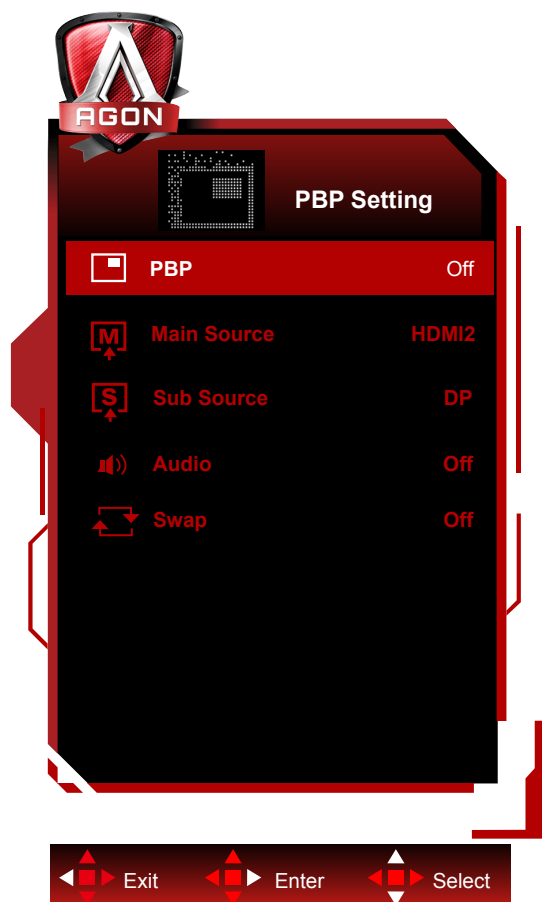 AGON
PBP Setting
PBP Off
M Main Source HDMI2
S Sub Source DP
Audio Off
Swap Off
Exit Enter Select